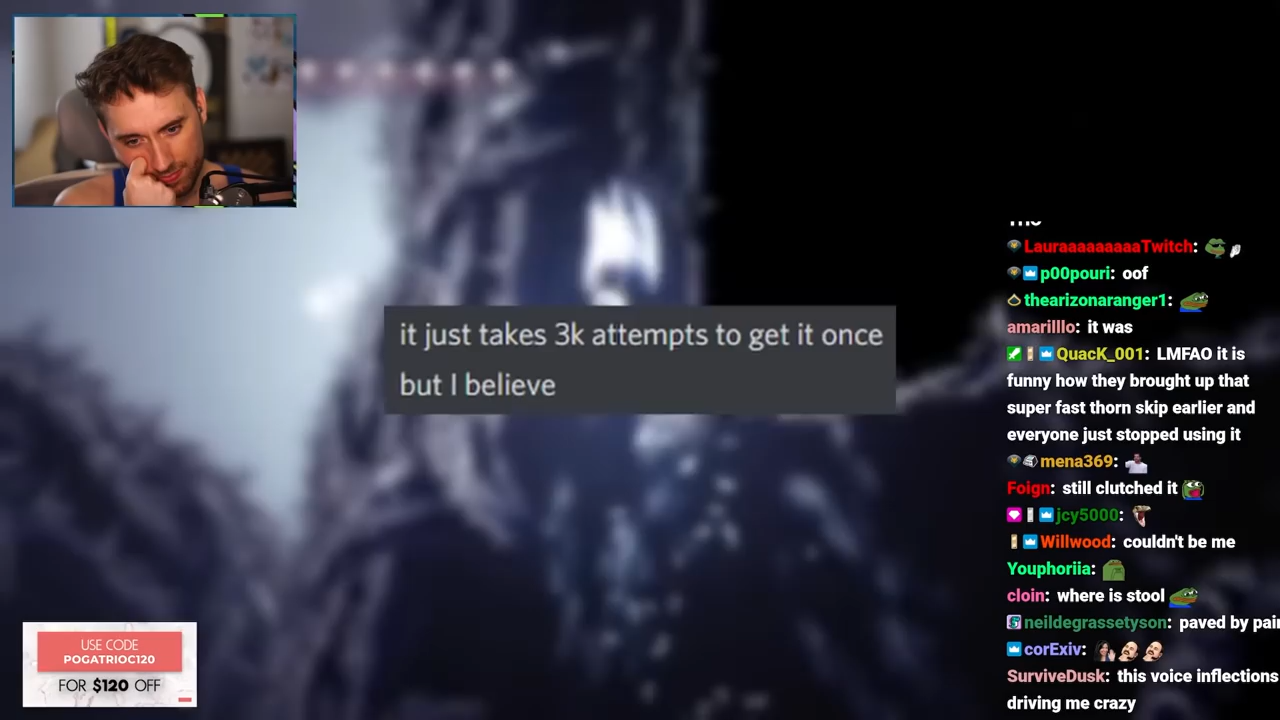 it just takes 3k attempts to get it once
but I believe
LauraaaaaaaaaTwitch:
p00pouri: oof
thearizonaranger1:
amarilllo: it was
QuacK_001: LMFAO it is
funny how they brought up that
super fast thorn skip earlier and
everyone just stopped using it
mena369:
Foign: still clutched it
jcy5000:
Willwood: couldn't be me
Youphoriia:
cloin: where is stool
neildegrassetyson: paved by pai
corExiv:
SurviveDusk: this voice inflections
driving me crazy
USE CODE
POGATRIOC120
FOR $120 OFF